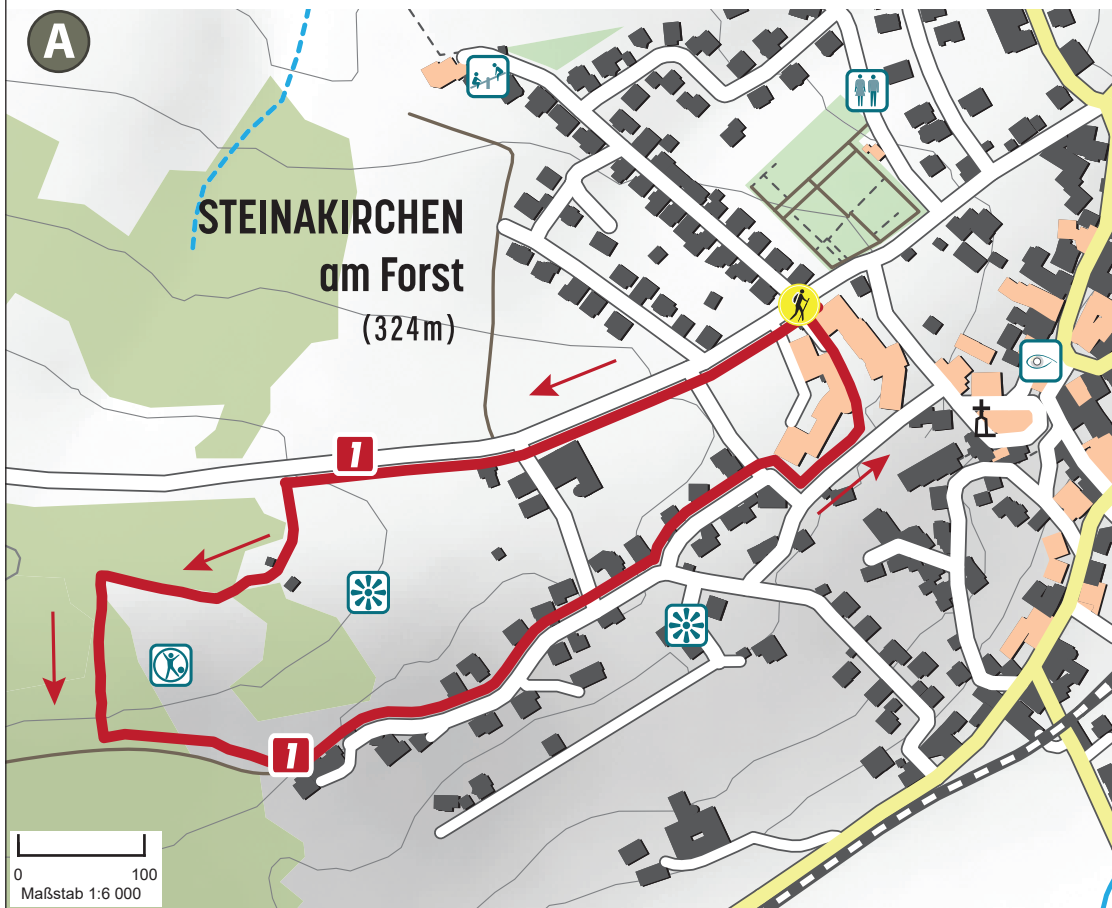 A
STEINAKIRCHEN
am Forst
(324m)
1
1
0 100
Maßstab 1:6 000